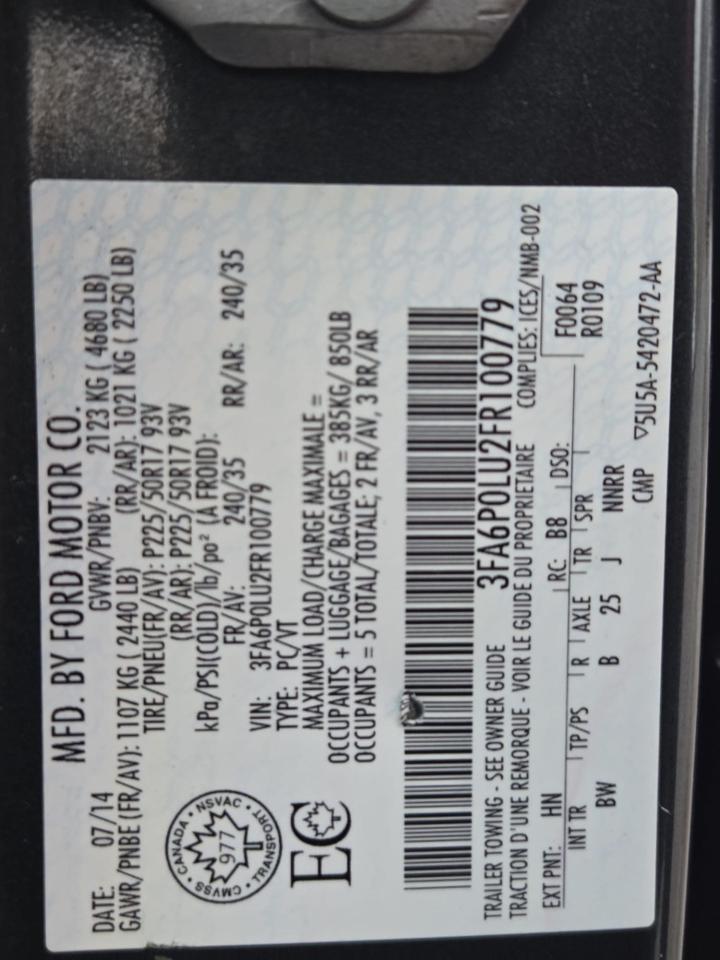 MFD. BY FORD MOTOR CO.
DATE: 07/14 GVWR/PNBV: 2123 KG ( 4680 LB)
GAWR/PNBE (FR/AV): 1107 KG ( 2440 LB) (RR/AR): 1021 KG ( 2250 LB)
TIRE/PNEU(FR/AV): P225/50R17 93V
(RR/AR): P225/50R17 93V
kPa/PSI(COLD)/lb/po² (A FROID):
FR/AV: 240/35 RR/AR: 240/35
VIN: 3FA6P0LU2FR100779
TYPE: PC/VT
MAXIMUM LOAD/CHARGE MAXIMALE =
OCCUPANTS + LUGGAGE/BAGAGES = 385KG/ 850LB
OCCUPANTS = 5 TOTAL/TOTALE; 2 FR/AV, 3 RR/AR
CANADA • NSVAC • TRANSPORT • CMVSS •
977
EC
3FA6P0LU2FR100779
TRAILER TOWING - SEE OWNER GUIDE
TRACTION D'UNE REMORQUE - VOIR LE GUIDE DU PROPRIETAIRE COMPLIES: ICES/NMB-002
EXT PNT: HN RC: B8 DSO: F0064
INT TR TP/PS R AXLE TR SPR R0109
BW B 25 J NNRR
CMP ▽5U5A-5420472-AA